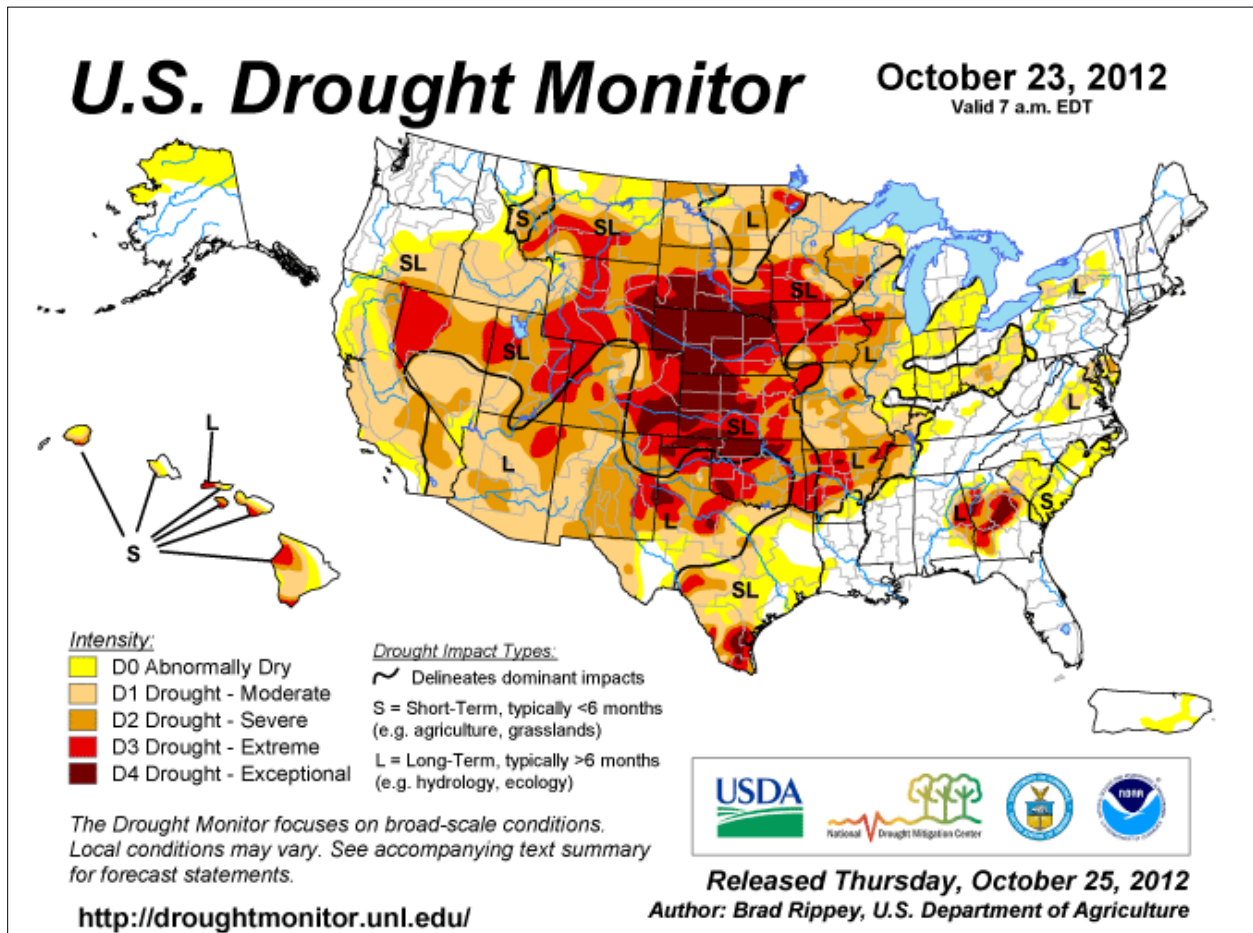 U.S. Drought Monitor
October 23, 2012
Valid 7 a.m. EDT
S
SL
L
SL
SL
L
SL
SL
L
L
L
SL
L
L
L
L
S
SL
L
S
Intensity:
D0 Abnormally Dry
D1 Drought - Moderate
D2 Drought - Severe
D3 Drought - Extreme
D4 Drought - Exceptional
Drought Impact Types:
Delineates dominant impacts
S = Short-Term, typically <6 months
(e.g. agriculture, grasslands)
L = Long-Term, typically >6 months
(e.g. hydrology, ecology)
USDA
National Drought Mitigation Center
NOAA
The Drought Monitor focuses on broad-scale conditions.
Local conditions may vary. See accompanying text summary
for forecast statements.
http://droughtmonitor.unl.edu/
Released Thursday, October 25, 2012
Author: Brad Rippey, U.S. Department of Agriculture